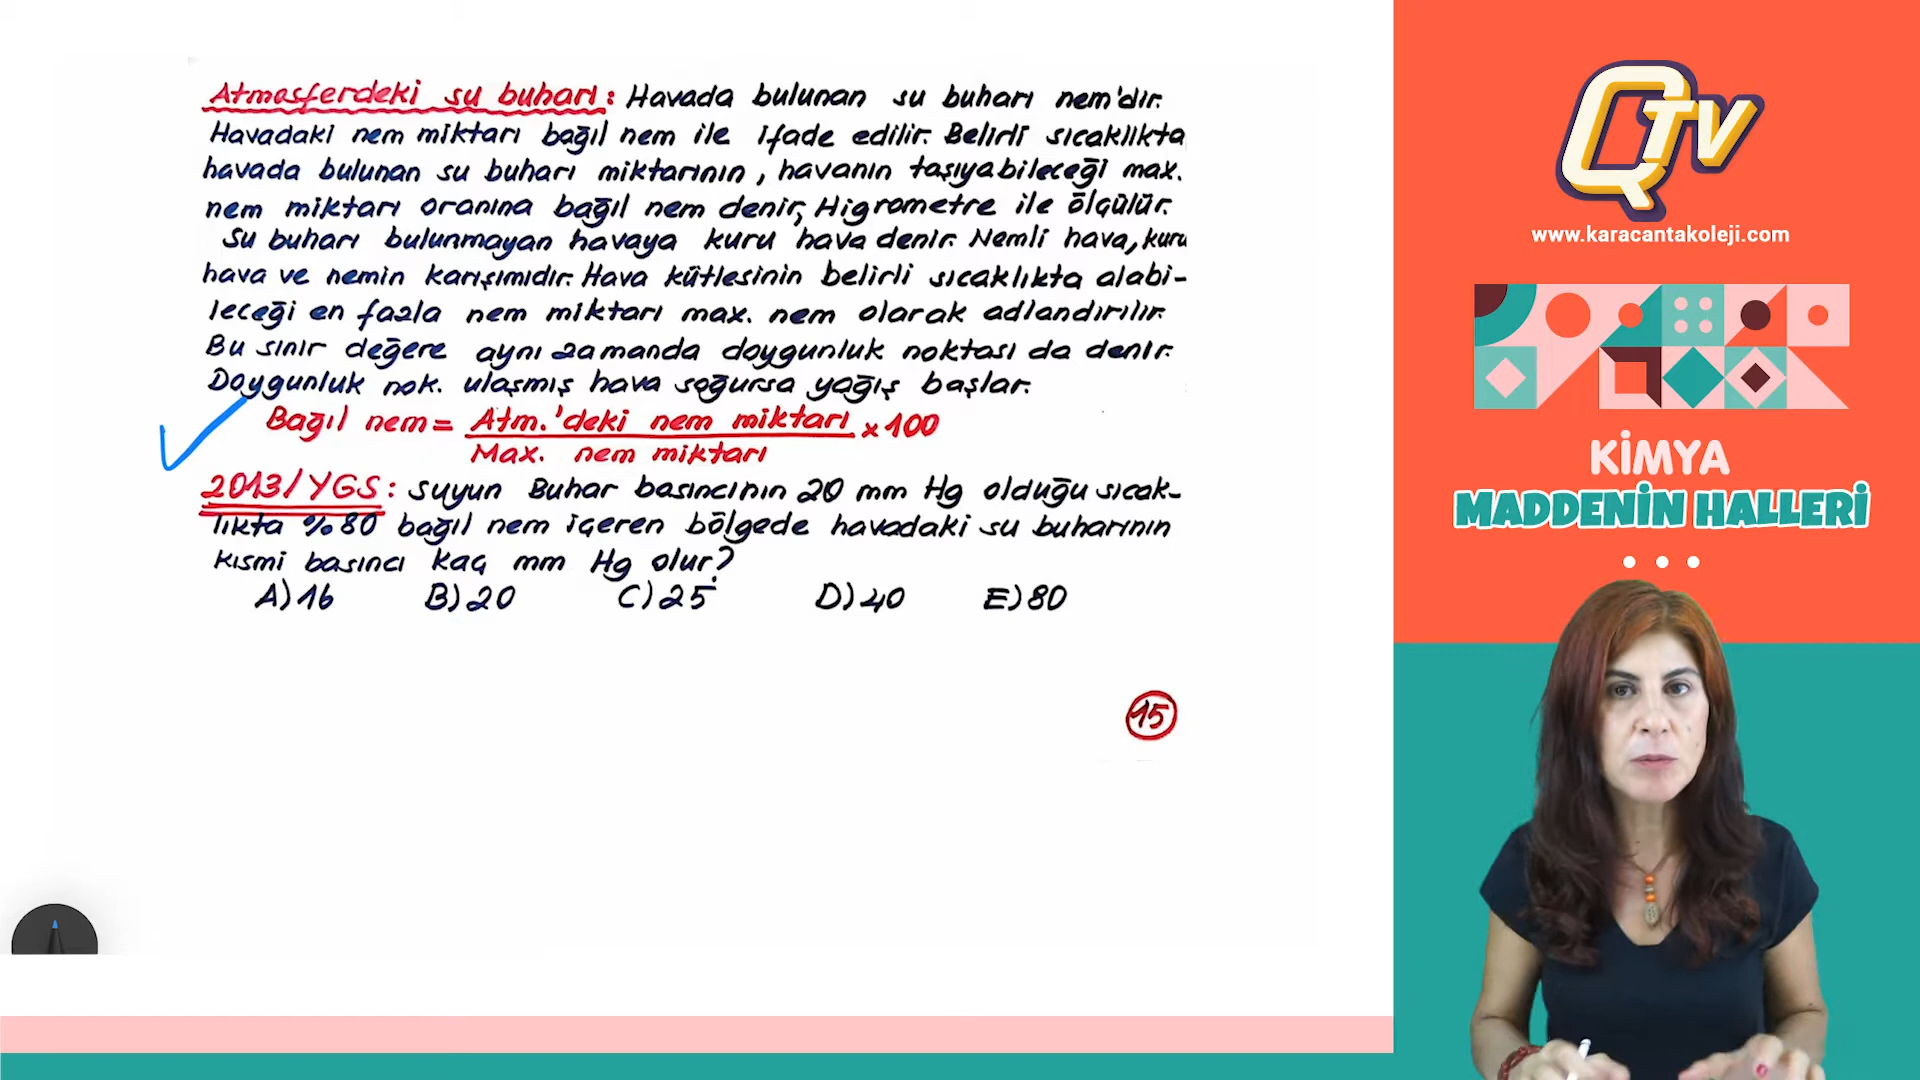 Atmosferdeki su buharı: Havada bulunan su buharı nem'dır.
Havadaki nem miktarı bağıl nem ile ifade edilir. Belirli sıcaklıkta
havada bulunan su buharı miktarının, havanın taşıyabileceği max.
nem miktarı oranına bağıl nem denir, Higrometre ile ölçülür.
Su buharı bulunmayan havaya kuru hava denir. Nemli hava, kuru
hava ve nemin karışımıdır. Hava kütlesinin belirli sıcaklıkta alabi-
leceği en fazla nem miktarı max. nem olarak adlandırılır.
Bu sınır değere aynı zamanda doygunluk noktası da denir.
Doygunluk nok. ulaşmış hava soğursa yağış başlar.
Bağıl nem = Atm.'deki nem miktarı x 100
Max. nem miktarı
2013/YGS: Suyun Buhar basıncının 20 mm Hg olduğu sıcak-
lıkta %80 bağıl nem içeren bölgede havadaki su buharının
kısmi basıncı kaç mm Hg olur?
A) 16 B) 20 C) 25 D) 40 E) 80
15
QTV
www.karacantakoleji.com
KİMYA
MADDENİN HALLERİ